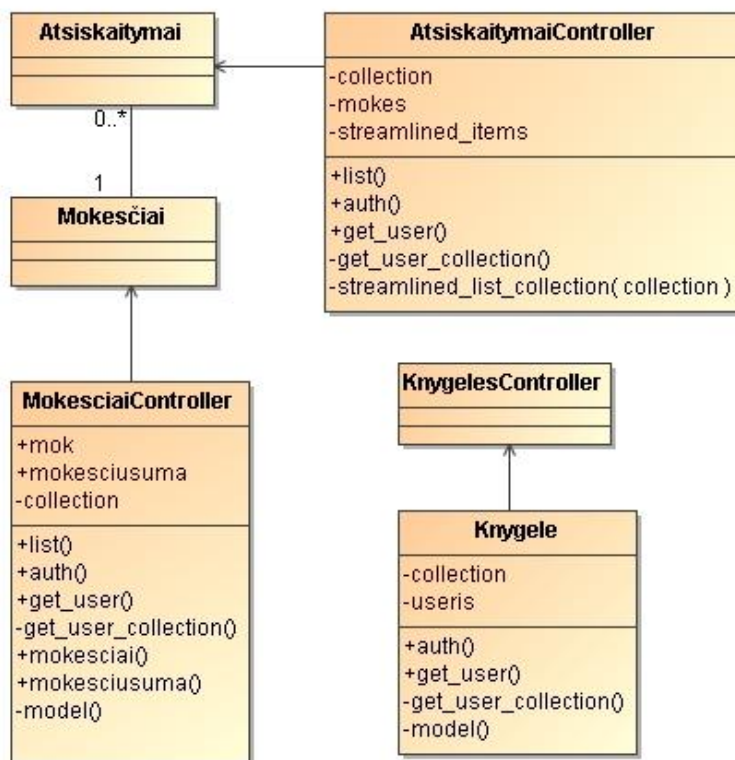 Atsiskaitymai
0..*
1
Mokesčiai
AtsiskaitymaiController
-collection
-mokes
-streamlined_items
+list()
+auth()
+get_user()
-get_user_collection()
-streamlined_list_collection( collection )
MokesciaiController
+mok
+mokesciusuma
-collection
+list()
+auth()
+get_user()
-get_user_collection()
+mokesciai()
+mokesciusuma()
-model()
KnygelesController
Knygele
-collection
-useris
+auth()
+get_user()
-get_user_collection()
-model()